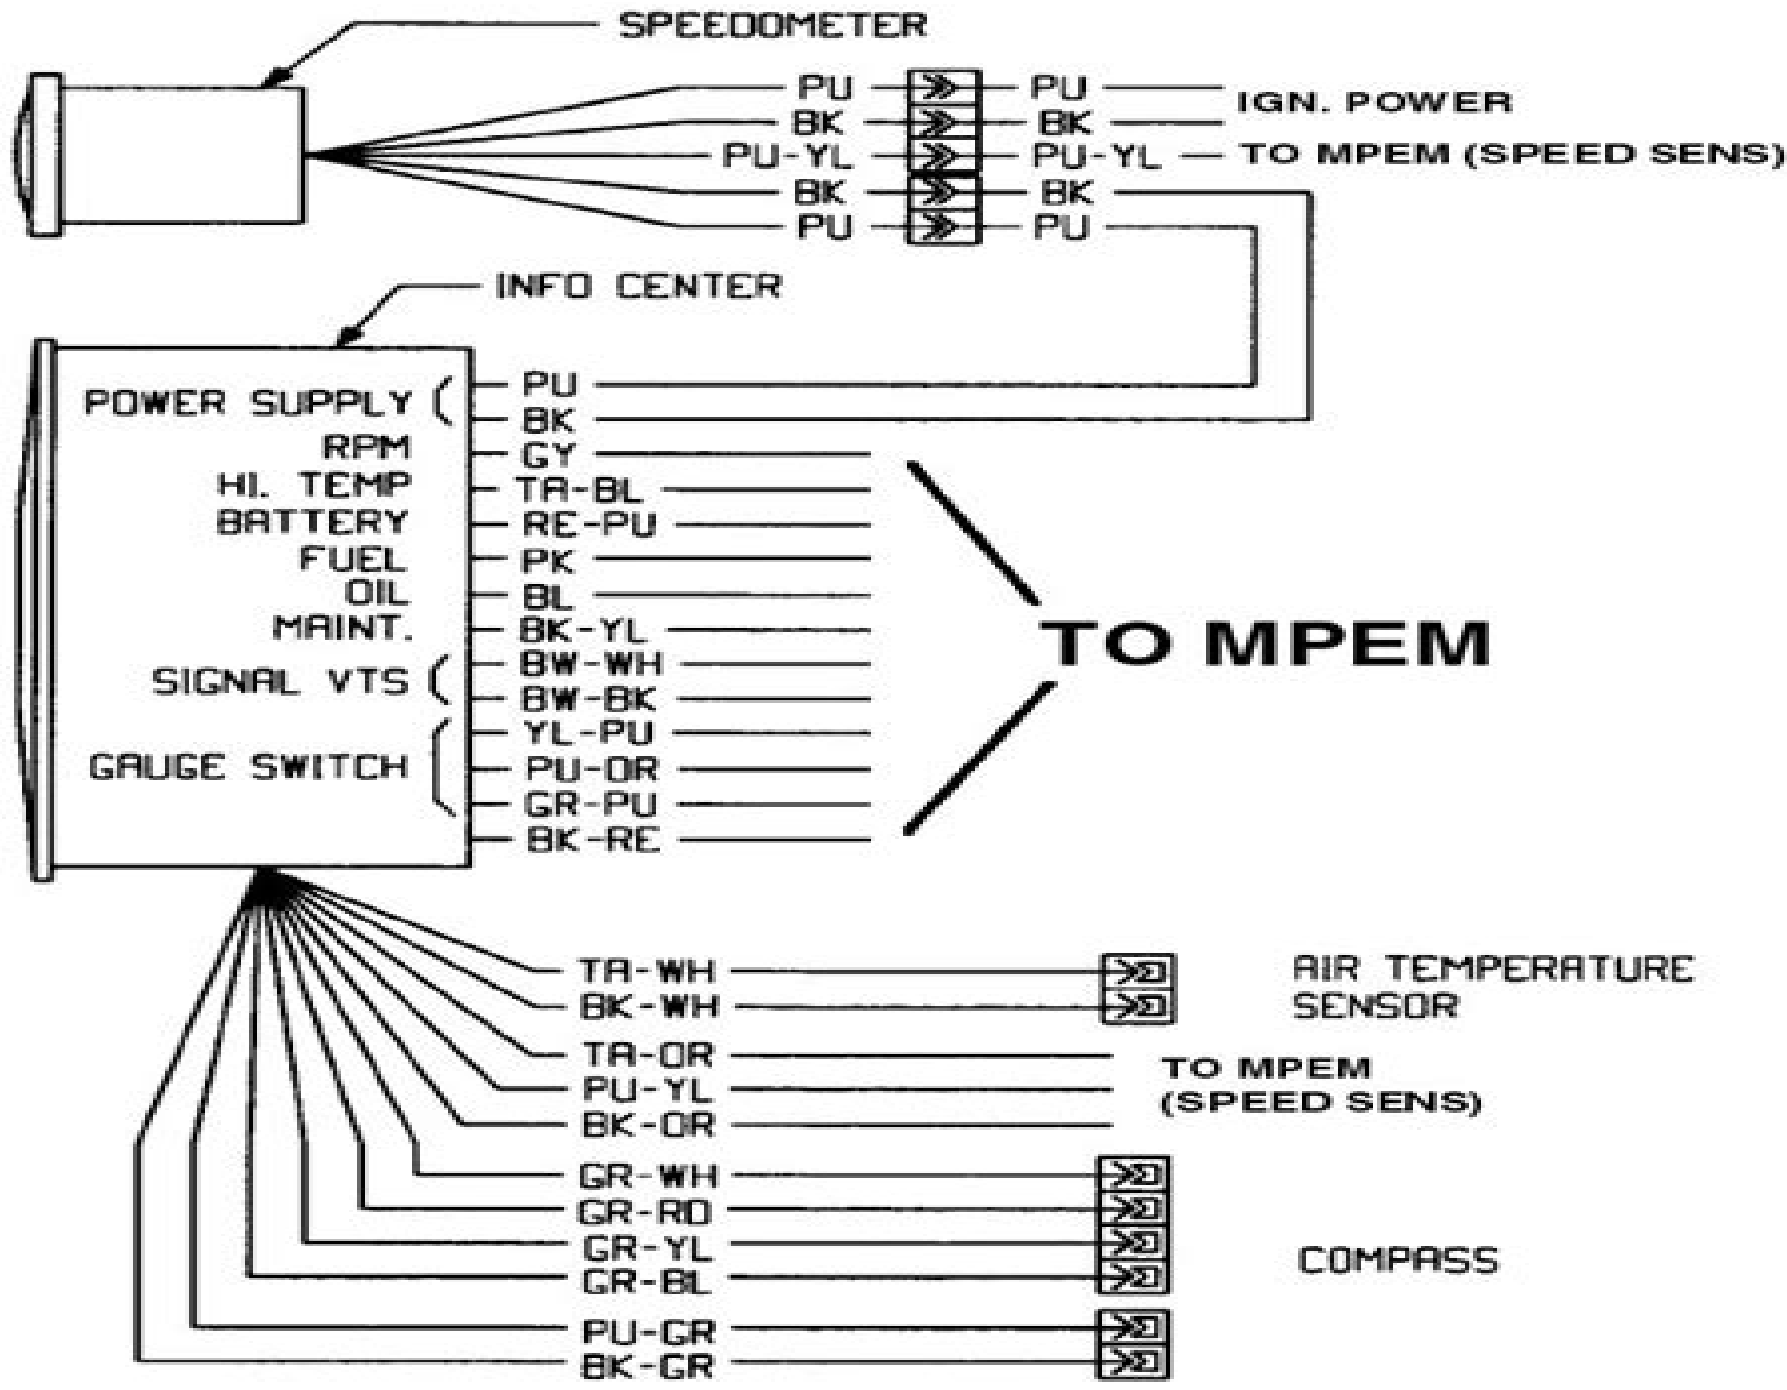 SPEEDOMETER
PU PU
IGN. POWER
BK BK
PU-YL PU-YL TO MPEM (SPEED SENS)
BK BK
PU PU
INFO CENTER
POWER SUPPLY ( PU
BK
RPM GY
HI. TEMP TA-BL
BATTERY RE-PU
FUEL PK
OIL BL
MAINT. BK-YL
TO MPEM
SIGNAL VTS ( BW-WH
BW-BK
YL-PU
GAUGE SWITCH ( PU-OR
GR-PU
BK-RE
TA-WH AIR TEMPERATURE
BK-WH SENSOR
TA-OR
TO MPEM
PU-YL
(SPEED SENS)
BK-OR
GR-WH
GR-RD
GR-YL
COMPASS
GR-BL
PU-GR
BK-GR